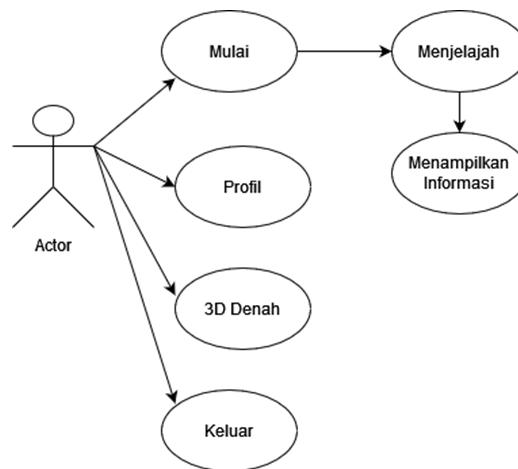 Mulai
Menjelajah
Menampilkan
Informasi
Profil
Actor
3D Denah
Keluar